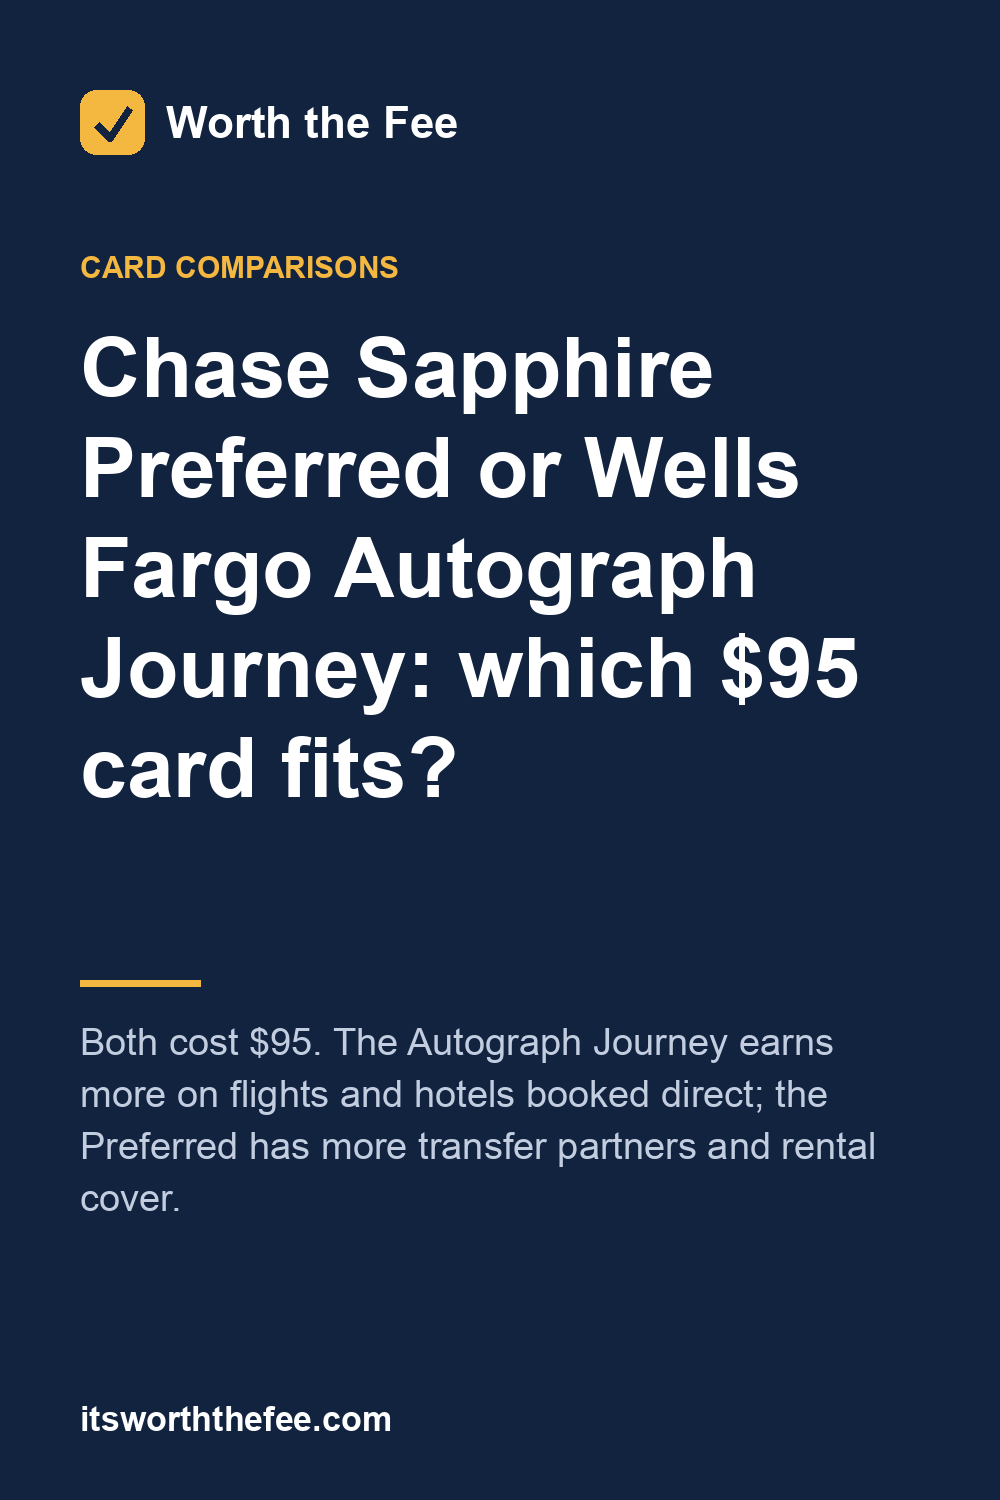 Worth the Fee
CARD COMPARISONS
Chase Sapphire
Preferred or Wells
Fargo Autograph
Journey: which $95
card fits?
Both cost $95. The Autograph Journey earns
more on flights and hotels booked direct; the
Preferred has more transfer partners and rental
cover.
itsworththefee.com